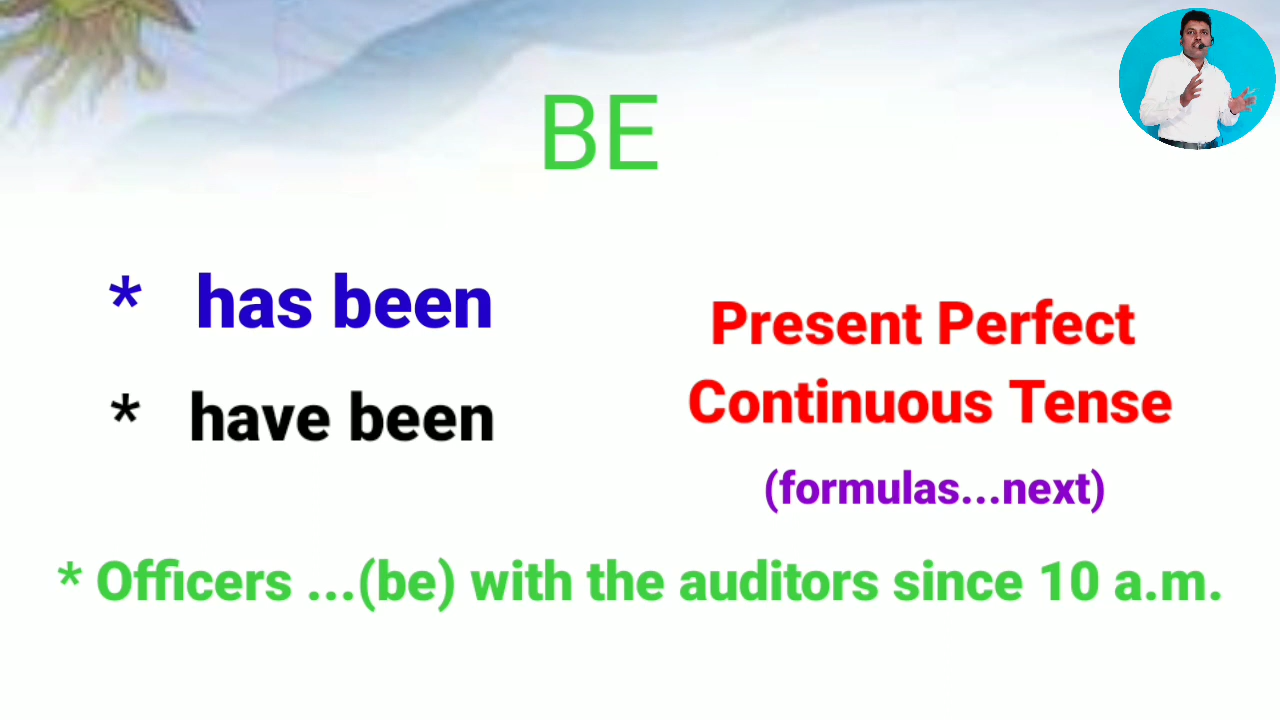 BE
* has been
* have been
Present Perfect
Continuous Tense
(formulas...next)
* Officers ...(be) with the auditors since 10 a.m.